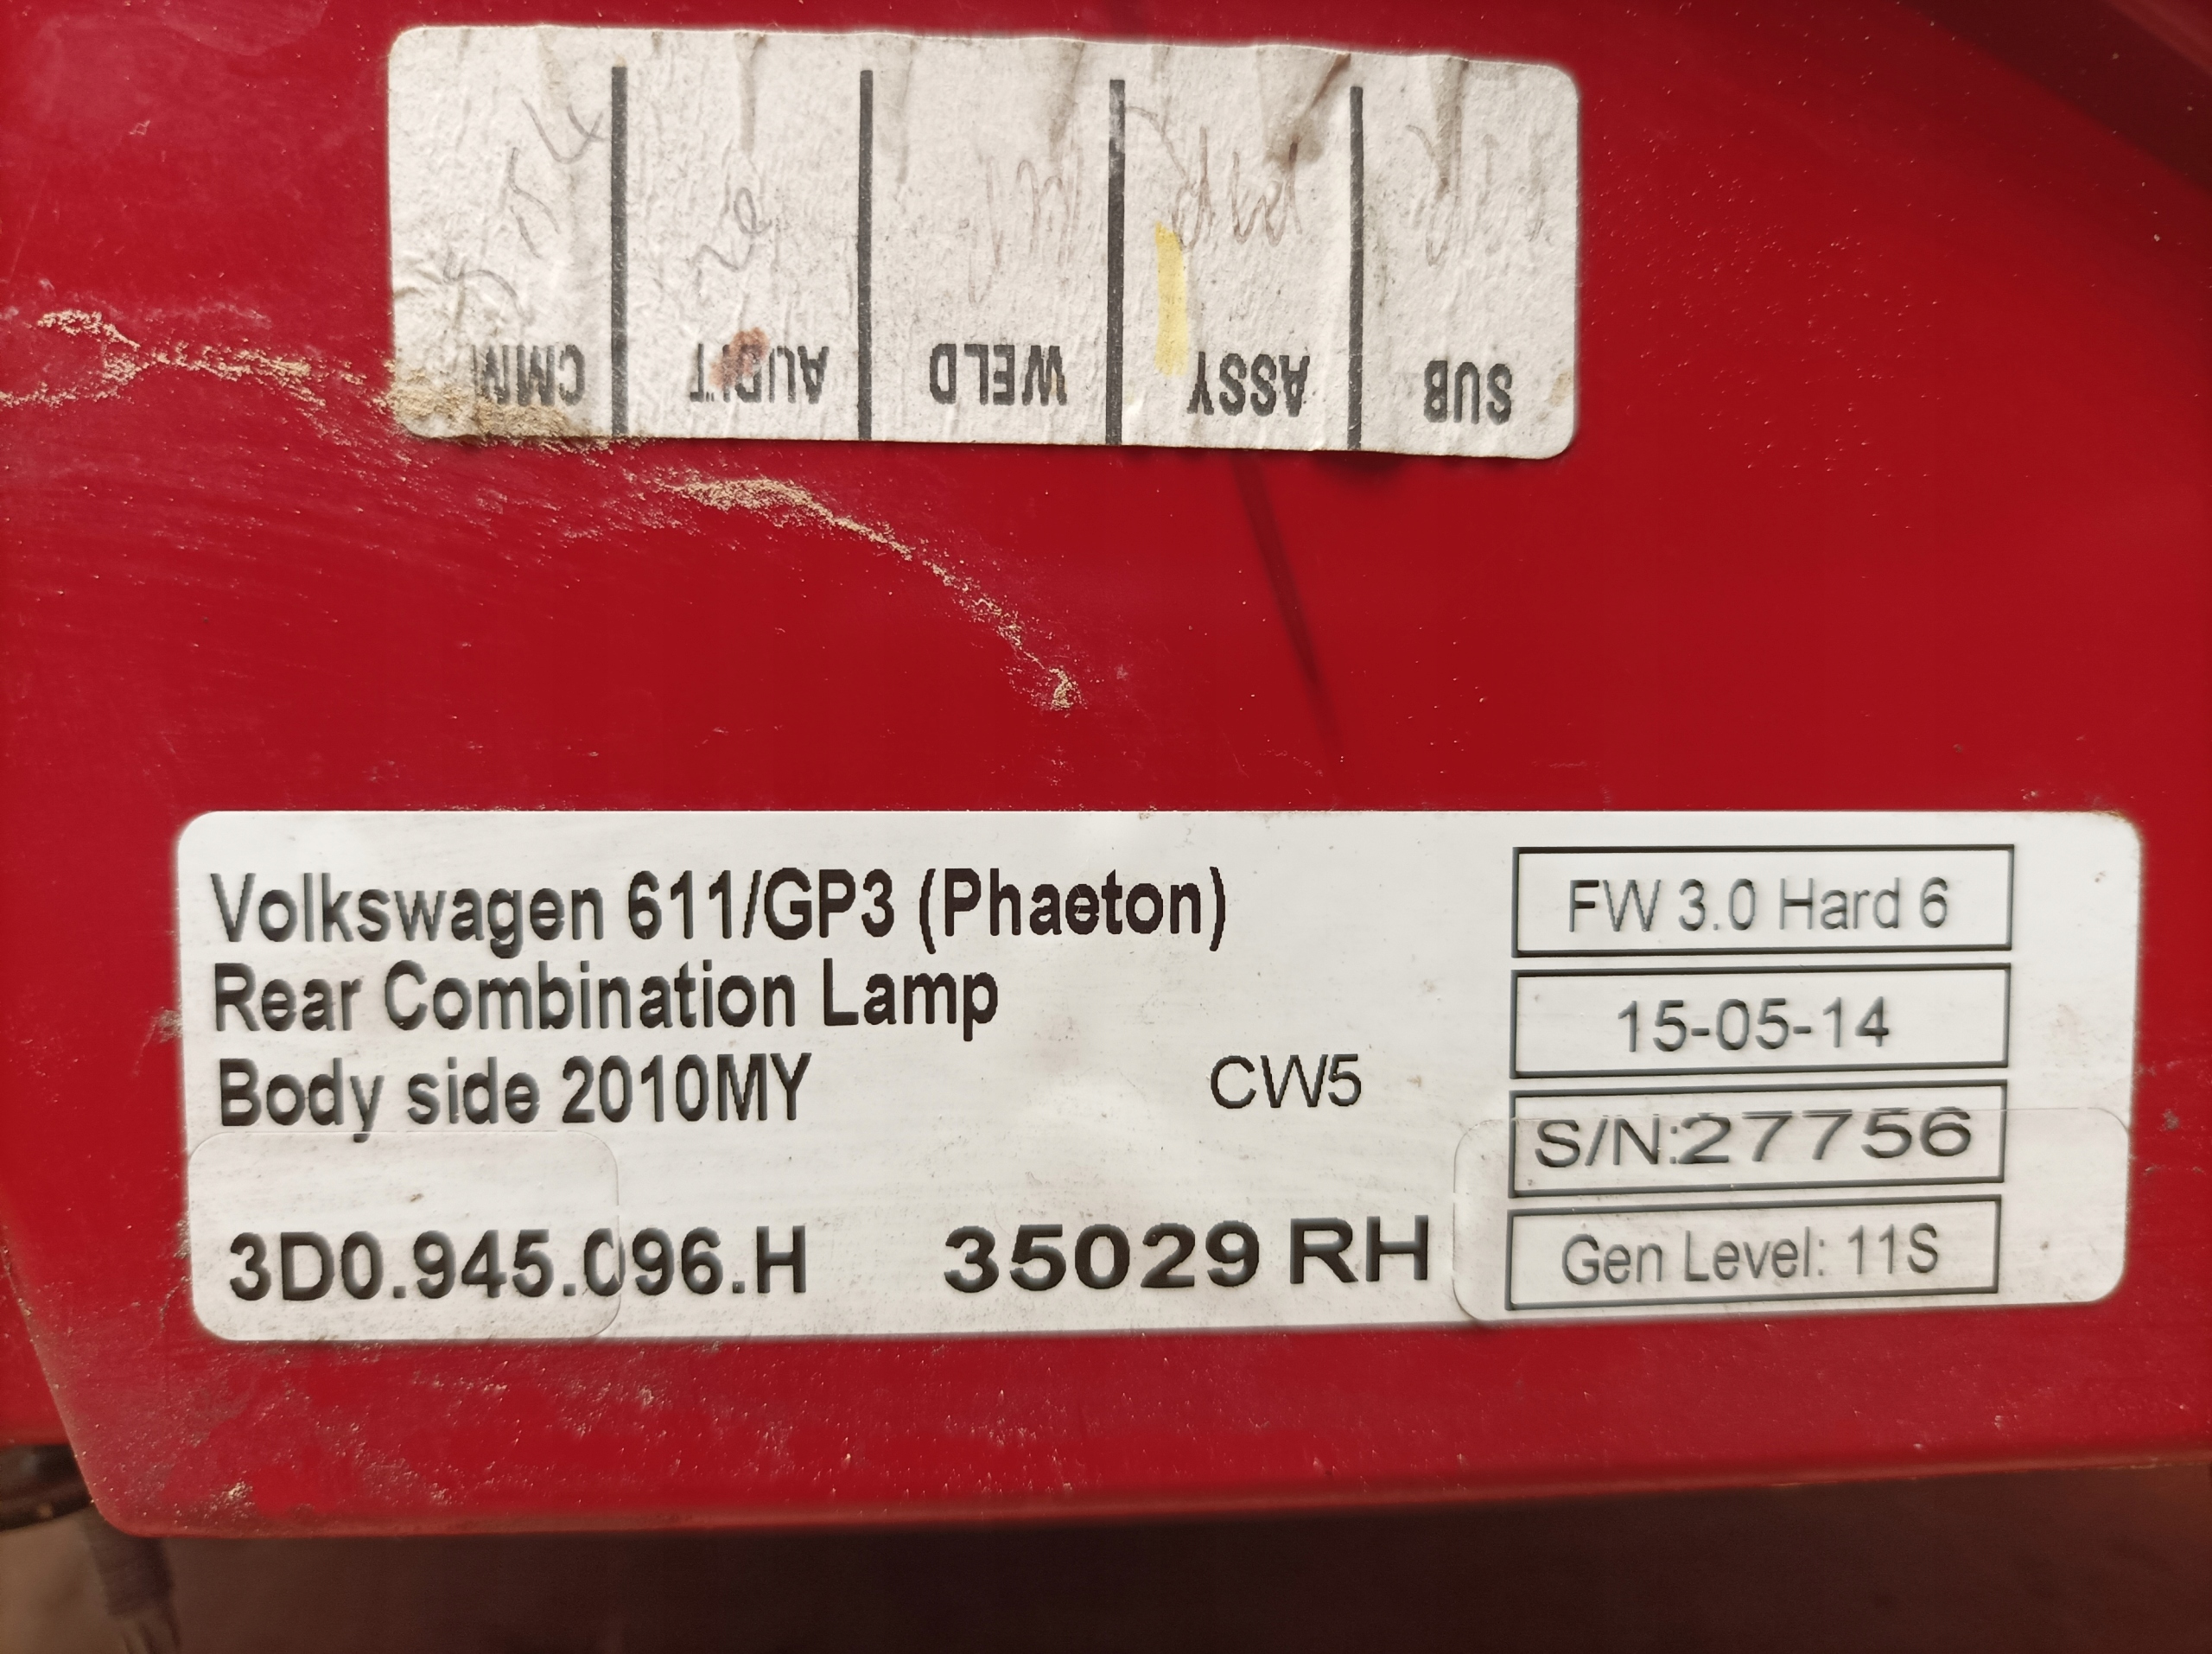 SUB ASSY WELD AUDIT CMM
Volkswagen 611/GP3 (Phaeton)
Rear Combination Lamp
Body side 2010MY
CW5
3D0.945.096.H 35029 RH
FW 3.0 Hard 6
15-05-14
S/N:27756
Gen Level: 11S